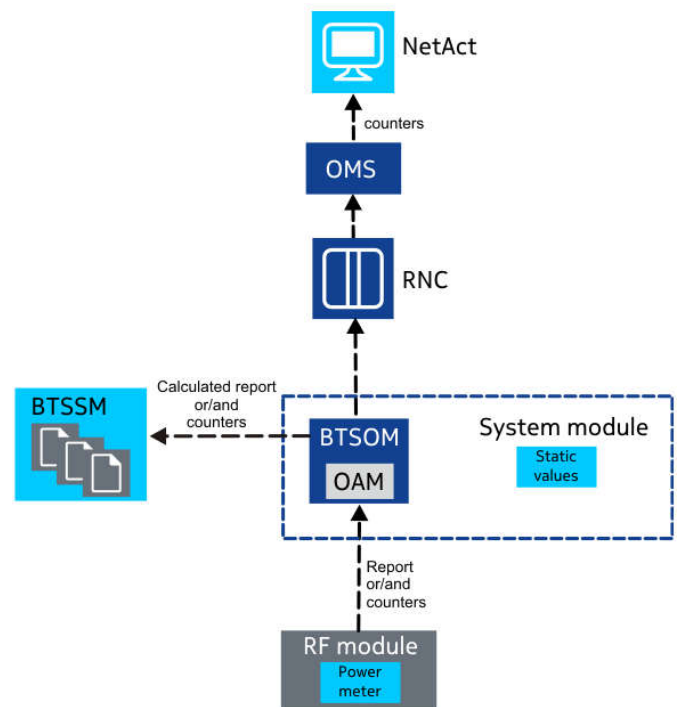 NetAct
counters
OMS
RNC
Calculated report
or/and
counters
BTSSM
BTSOM
OAM
System module
Static
values
Report
or/and
counters
RF module
Power
meter